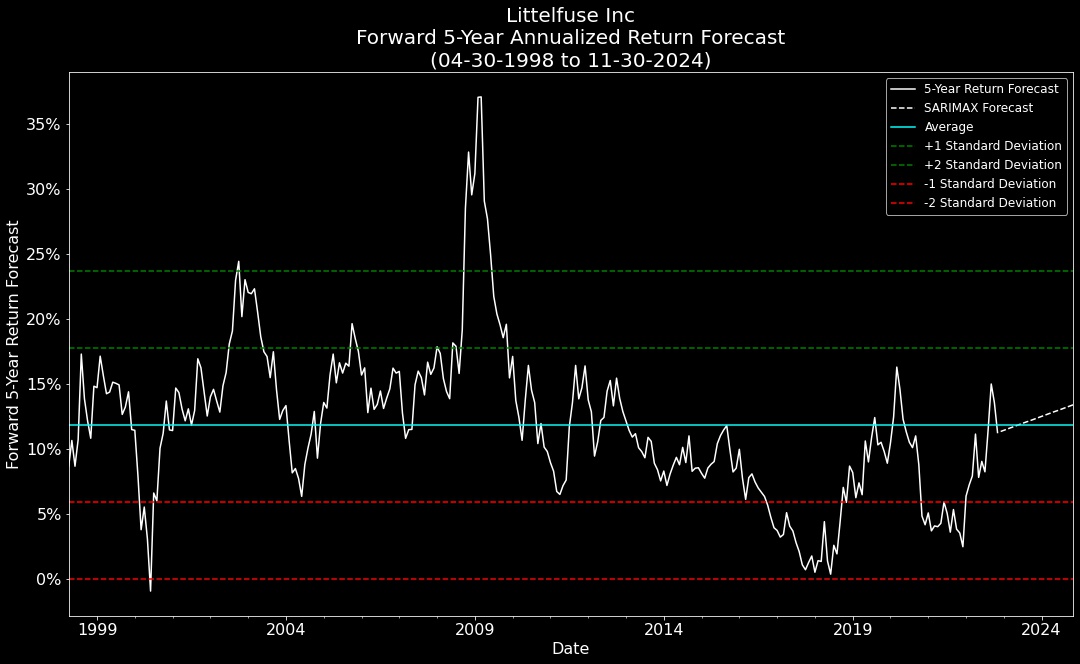 Littelfuse Inc
Forward 5-Year Annualized Return Forecast
(04-30-1998 to 11-30-2024)
5-Year Return Forecast
SARIMAX Forecast
Average
+1 Standard Deviation
+2 Standard Deviation
-1 Standard Deviation
-2 Standard Deviation
Forward 5-Year Return Forecast
35%
30%
25%
20%
15%
10%
5%
0%
1999 2004 2009 2014 2019 2024
Date